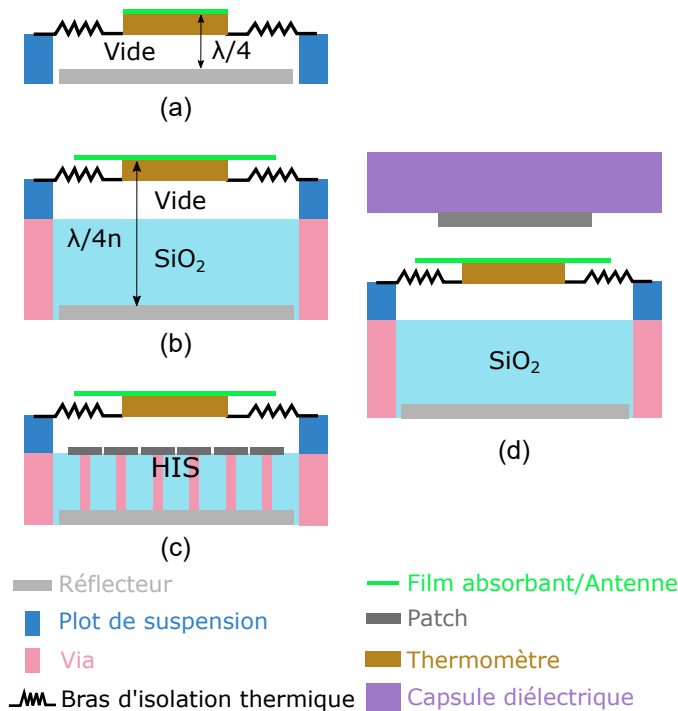 Vide
λ/4
(a)
Vide
λ/4n
SiO₂
(b)
HIS
(c)
SiO₂
(d)
Réflecteur
Plot de suspension
Via
Bras d'isolation thermique
Film absorbant/Antenne
Patch
Thermomètre
Capsule diélectrique